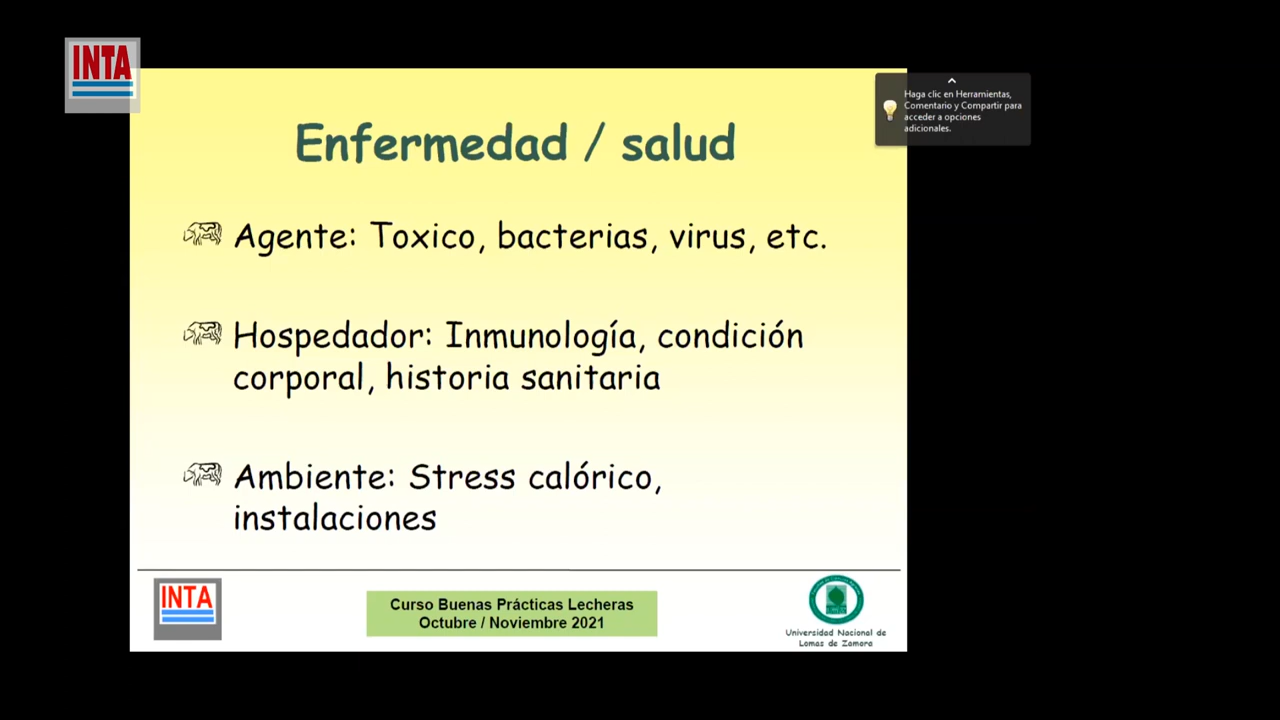 INTA
Haga clic en Herramientas,
Comentario y Compartir para
acceder a opciones
adicionales.
Enfermedad / salud
Agente: Toxico, bacterias, virus, etc.
Hospedador: Inmunología, condición
corporal, historia sanitaria
Ambiente: Stress calórico,
instalaciones
INTA
Curso Buenas Prácticas Lecheras
Octubre / Noviembre 2021
Universidad Nacional de
Lomas de Zamora